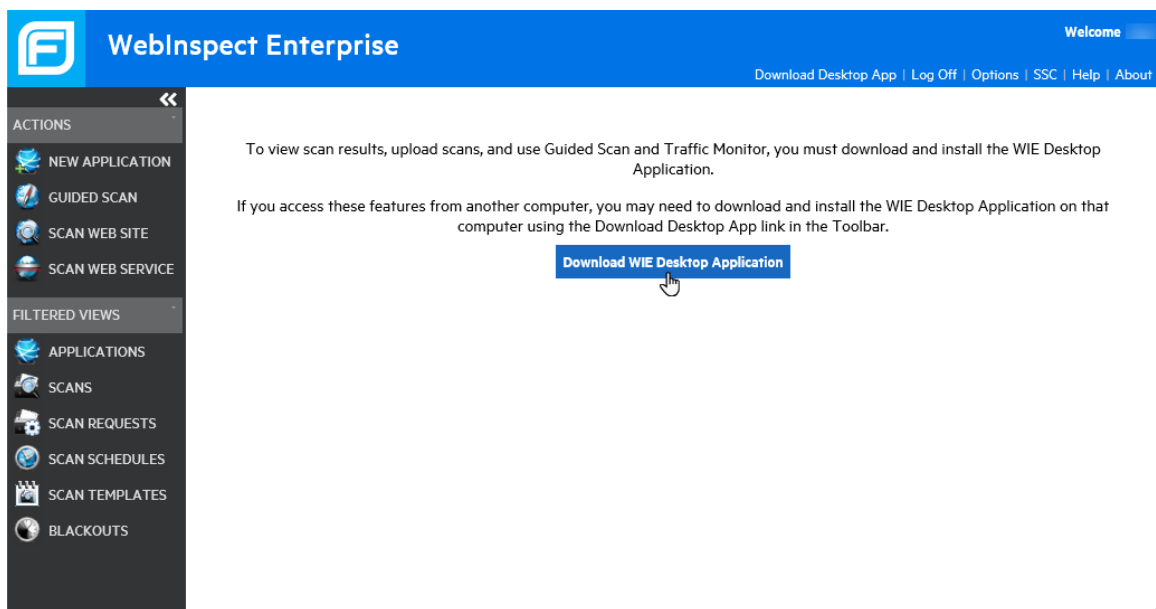 WebInspect Enterprise
Welcome
Download Desktop App | Log Off | Options | SSC | Help | About
ACTIONS
NEW APPLICATION
GUIDED SCAN
SCAN WEB SITE
SCAN WEB SERVICE
FILTERED VIEWS
APPLICATIONS
SCANS
SCAN REQUESTS
SCAN SCHEDULES
SCAN TEMPLATES
BLACKOUTS
To view scan results, upload scans, and use Guided Scan and Traffic Monitor, you must download and install the WIE Desktop
Application.
If you access these features from another computer, you may need to download and install the WIE Desktop Application on that
computer using the Download Desktop App link in the Toolbar.
Download WIE Desktop Application